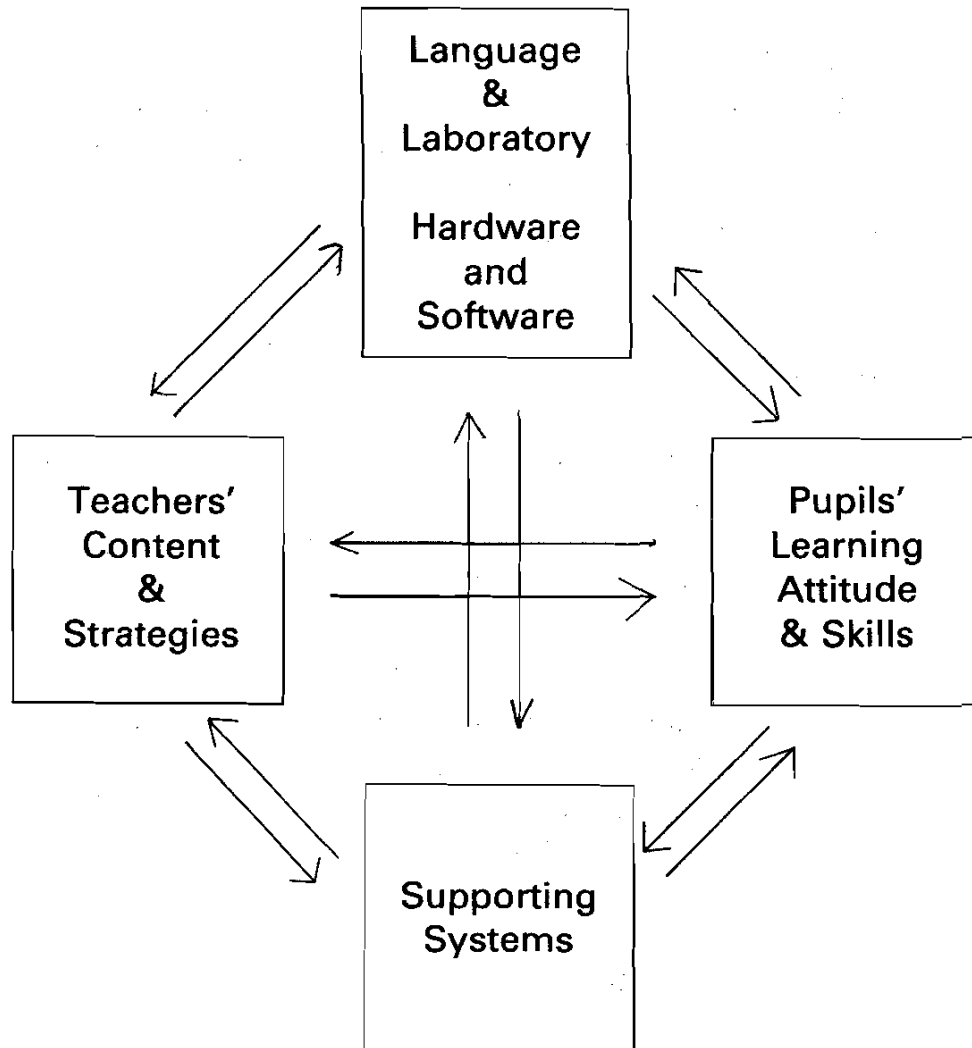 Language
&
Laboratory
Hardware
and
Software
Teachers'
Content
&
Strategies
Pupils'
Learning
Attitude
& Skills
Supporting
Systems